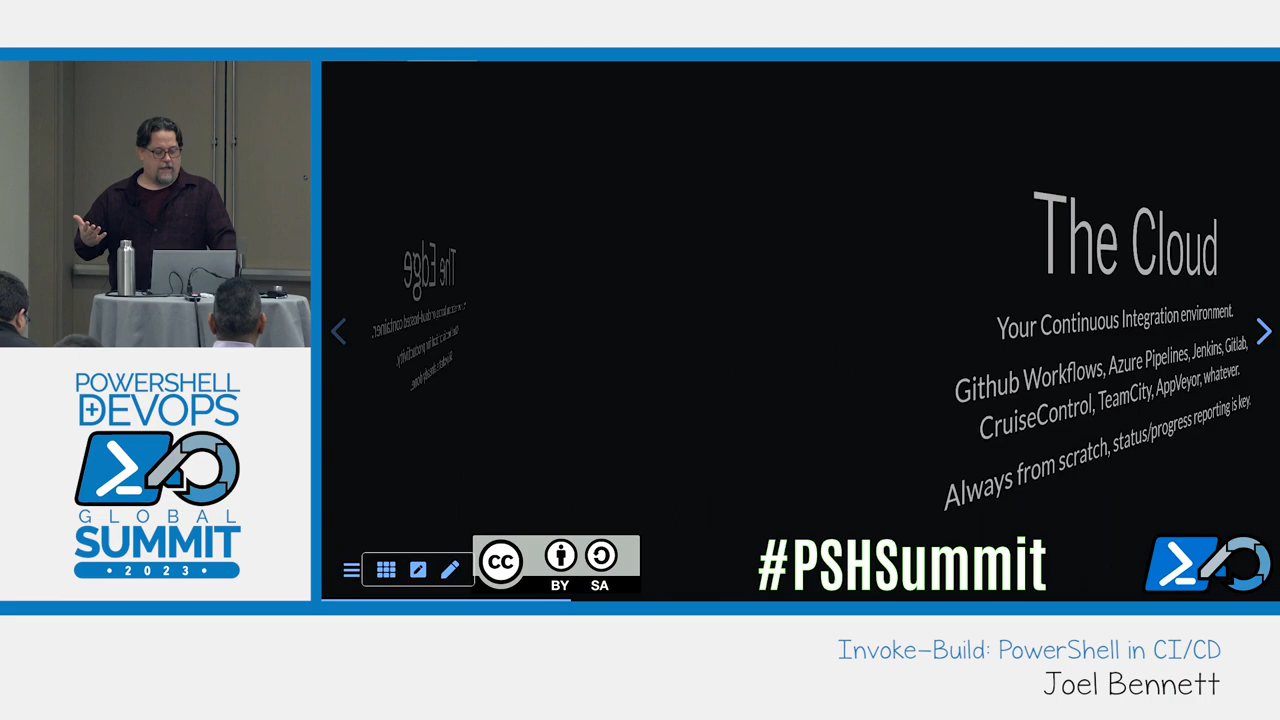 The Edge
The Cloud
Your Continuous Integration environment.
Github Workflows, Azure Pipelines, Jenkins, Gitlab,
CruiseControl, TeamCity, AppVeyor, whatever.
Always from scratch, status/progress reporting is key.
POWERSHELL
+DEVOPS
GLOBAL
SUMMIT
• 2023 •
CC
BY SA
#PSHSummit
Invoke-Build: PowerShell in CI/CD
Joel Bennett